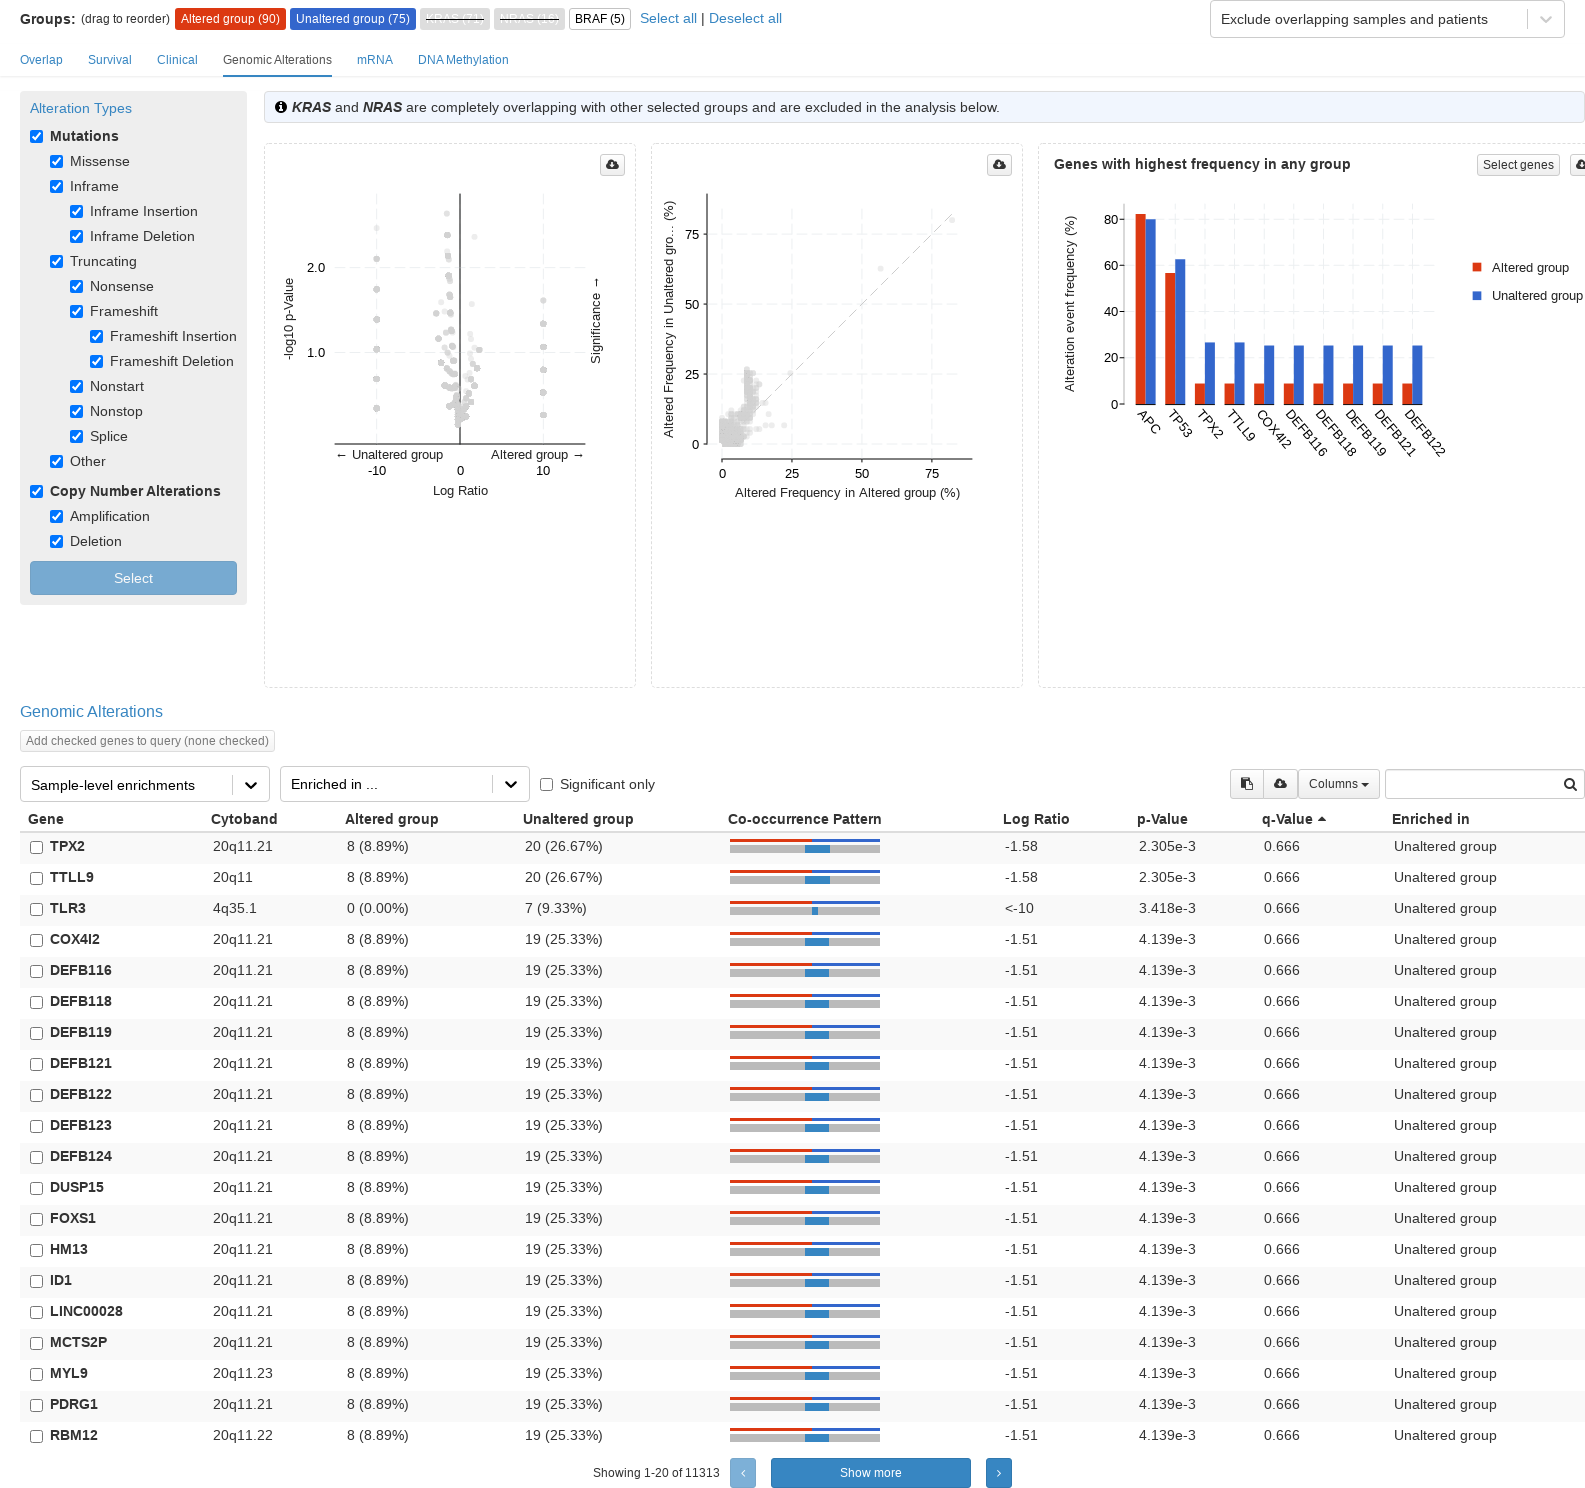 Groups: (drag to reorder) Altered group (90) Unaltered group (75) KRAS (71) NRAS (19) BRAF (5) Select all | Deselect all Exclude overlapping samples and patients
Overlap Survival Clinical Genomic Alterations mRNA DNA Methylation
Alteration Types
Mutations
Missense
Inframe
Inframe Insertion
Inframe Deletion
Truncating
Nonsense
Frameshift
Frameshift Insertion
Frameshift Deletion
Nonstart
Nonstop
Splice
Other
Copy Number Alterations
Amplification
Deletion
Select
KRAS and NRAS are completely overlapping with other selected groups and are excluded in the analysis below.
-log10 p-Value
2.0
1.0
Significance →
← Unaltered group Altered group →
-10 0 10
Log Ratio
Altered Frequency in Unaltered gro... (%)
75
50
25
0
0 25 50 75
Altered Frequency in Altered group (%)
Genes with highest frequency in any group Select genes
Alteration event frequency (%)
80
60
40
20
0
APC TP53 TPX2 TTLL9 COX4I2 DEFB116 DEFB118 DEFB119 DEFB121 DEFB122
Altered group
Unaltered group
Genomic Alterations
Add checked genes to query (none checked)
Sample-level enrichments Enriched in ... Significant only Columns
Gene Cytoband Altered group Unaltered group Co-occurrence Pattern Log Ratio p-Value q-Value Enriched in
TPX2 20q11.21 8 (8.89%) 20 (26.67%) -1.58 2.305e-3 0.666 Unaltered group
TTLL9 20q11 8 (8.89%) 20 (26.67%) -1.58 2.305e-3 0.666 Unaltered group
TLR3 4q35.1 0 (0.00%) 7 (9.33%) <-10 3.418e-3 0.666 Unaltered group
COX4I2 20q11.21 8 (8.89%) 19 (25.33%) -1.51 4.139e-3 0.666 Unaltered group
DEFB116 20q11.21 8 (8.89%) 19 (25.33%) -1.51 4.139e-3 0.666 Unaltered group
DEFB118 20q11.21 8 (8.89%) 19 (25.33%) -1.51 4.139e-3 0.666 Unaltered group
DEFB119 20q11.21 8 (8.89%) 19 (25.33%) -1.51 4.139e-3 0.666 Unaltered group
DEFB121 20q11.21 8 (8.89%) 19 (25.33%) -1.51 4.139e-3 0.666 Unaltered group
DEFB122 20q11.21 8 (8.89%) 19 (25.33%) -1.51 4.139e-3 0.666 Unaltered group
DEFB123 20q11.21 8 (8.89%) 19 (25.33%) -1.51 4.139e-3 0.666 Unaltered group
DEFB124 20q11.21 8 (8.89%) 19 (25.33%) -1.51 4.139e-3 0.666 Unaltered group
DUSP15 20q11.21 8 (8.89%) 19 (25.33%) -1.51 4.139e-3 0.666 Unaltered group
FOXS1 20q11.21 8 (8.89%) 19 (25.33%) -1.51 4.139e-3 0.666 Unaltered group
HM13 20q11.21 8 (8.89%) 19 (25.33%) -1.51 4.139e-3 0.666 Unaltered group
ID1 20q11.21 8 (8.89%) 19 (25.33%) -1.51 4.139e-3 0.666 Unaltered group
LINC00028 20q11.21 8 (8.89%) 19 (25.33%) -1.51 4.139e-3 0.666 Unaltered group
MCTS2P 20q11.21 8 (8.89%) 19 (25.33%) -1.51 4.139e-3 0.666 Unaltered group
MYL9 20q11.23 8 (8.89%) 19 (25.33%) -1.51 4.139e-3 0.666 Unaltered group
PDRG1 20q11.21 8 (8.89%) 19 (25.33%) -1.51 4.139e-3 0.666 Unaltered group
RBM12 20q11.22 8 (8.89%) 19 (25.33%) -1.51 4.139e-3 0.666 Unaltered group
Showing 1-20 of 11313 ‹ Show more ›